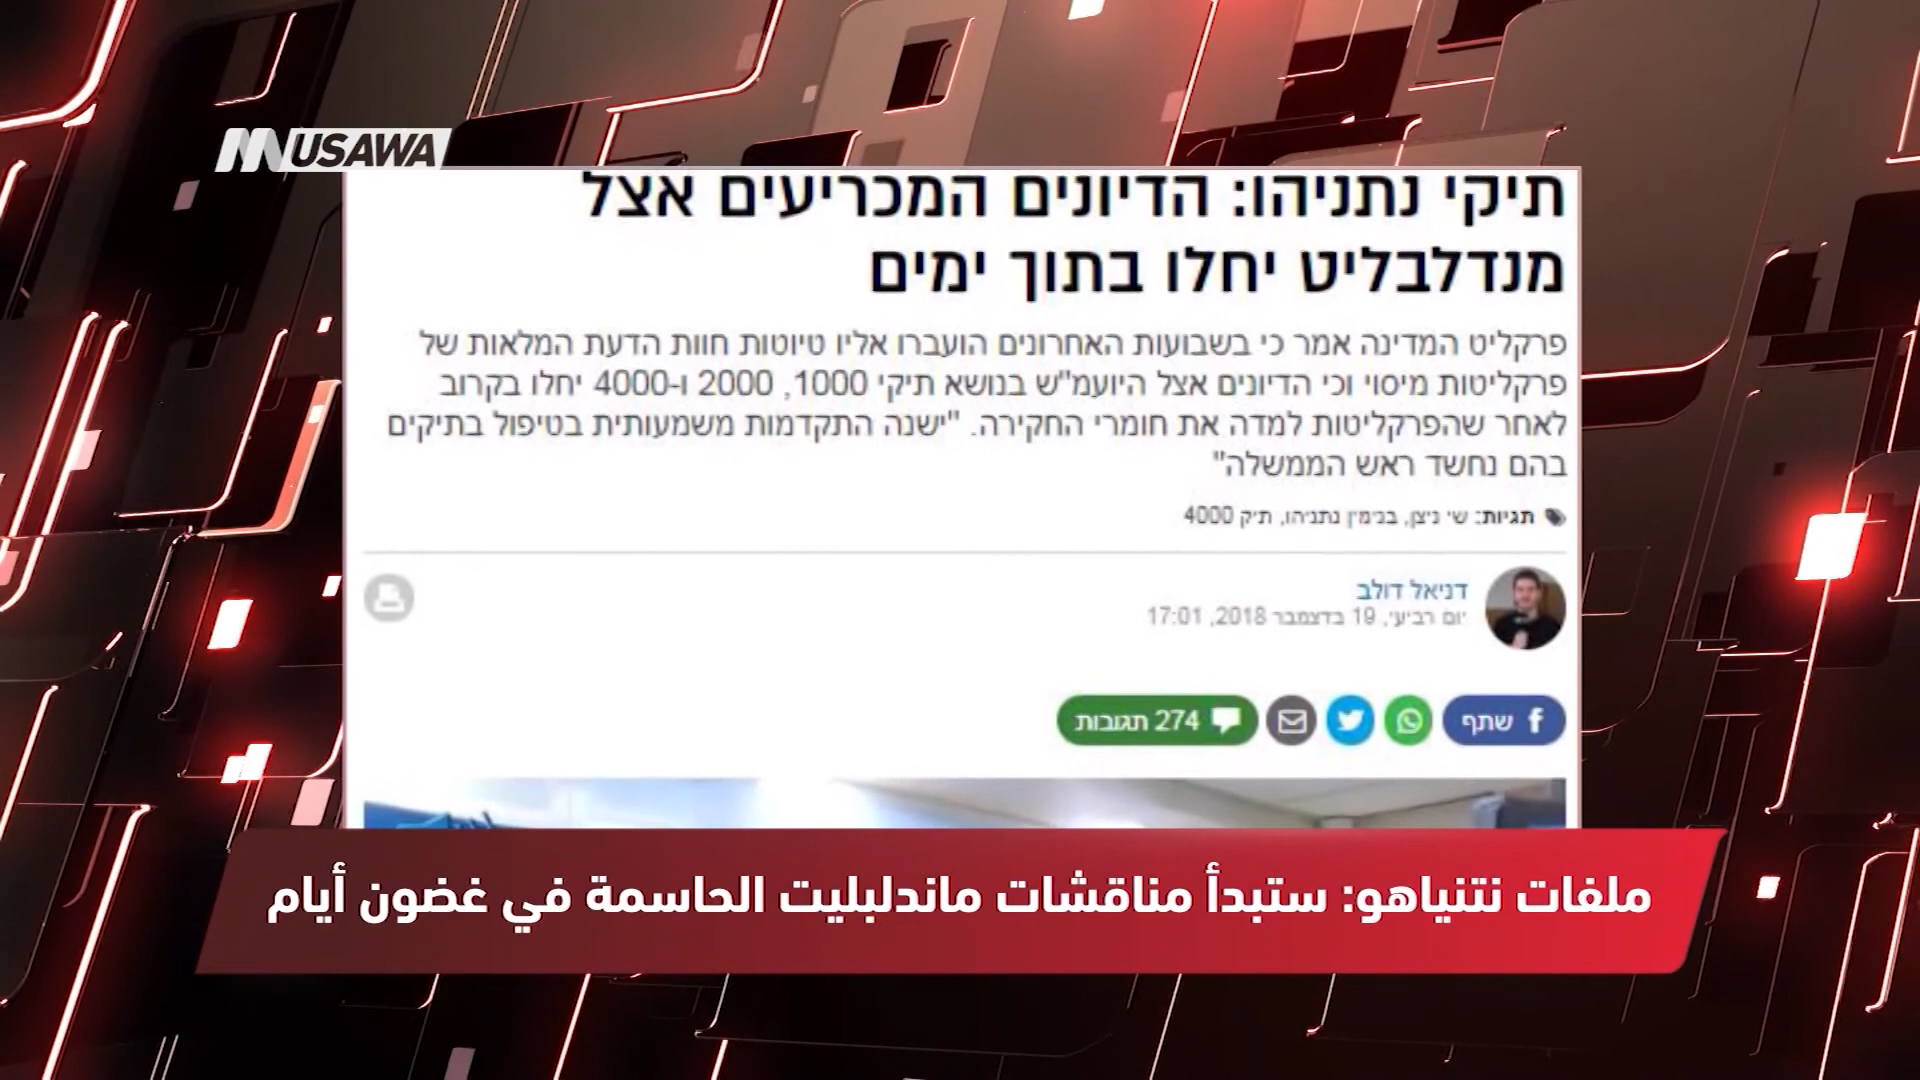 MUSAWA
תיקי נתניהו: הדיונים המכריעים אצל
מנדלבליט יחלו בתוך ימים
פרקליט המדינה אמר כי בשבועות האחרונים הועברו אליו טיוטות חוות הדעת המלאות של
פרקליטות מיסוי וכי הדיונים אצל היועמ"ש בנושא תיקי 1000, 2000 ו-4000 יחלו בקרוב
לאחר שהפרקליטות למדה את חומרי החקירה. "ישנה התקדמות משמעותית בטיפול בתיקים
בהם נחשד ראש הממשלה"
תגיות: שי ניצן, בנימין נתניהו, תיק 4000
דניאל דולב
יום רביעי, 19 בדצמבר 2018, 17:01
שתף
274 תגובות
ملفات نتنياهو: ستبدأ مناقشات ماندلبليت الحاسمة في غضون أيام